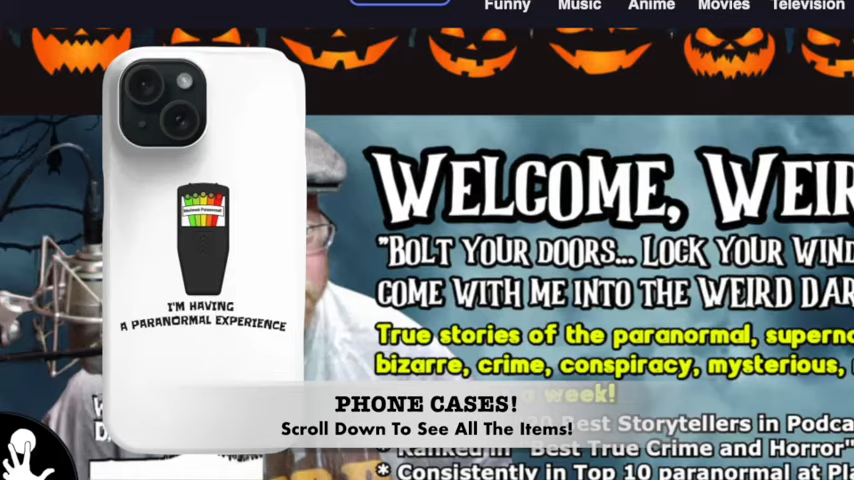 Funny Music Anime Movies Television
WELCOME, WEIR
"BOLT YOUR DOORS... LOCK YOUR WIND
COME WITH ME INTO THE WEIRD DAR
True stories of the paranormal, superno
bizarre, crime, conspiracy, mysterious,
a week!
I'M HAVING
A PARANORMAL EXPERIENCE
PHONE CASES!
Scroll Down To See All The Items!
Best Storytellers in Podca
* Ranked in "Best True Crime and Horror"
* Consistently in Top 10 paranormal at Pla